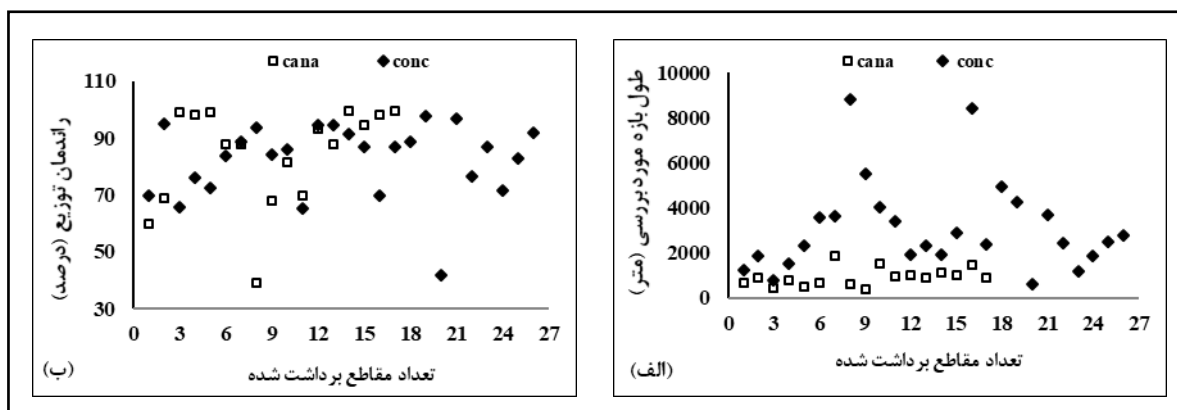 cana conc
طول بازه مورد بررسی (متر)
10000
8000
6000
4000
2000
0
0 3 6 9 12 15 18 21 24 27
تعداد مقاطع برداشت شده
(الف)
cana conc
راندمان توزیع (درصد)
110
90
70
50
30
0 3 6 9 12 15 18 21 24 27
تعداد مقاطع برداشت شده
(ب)